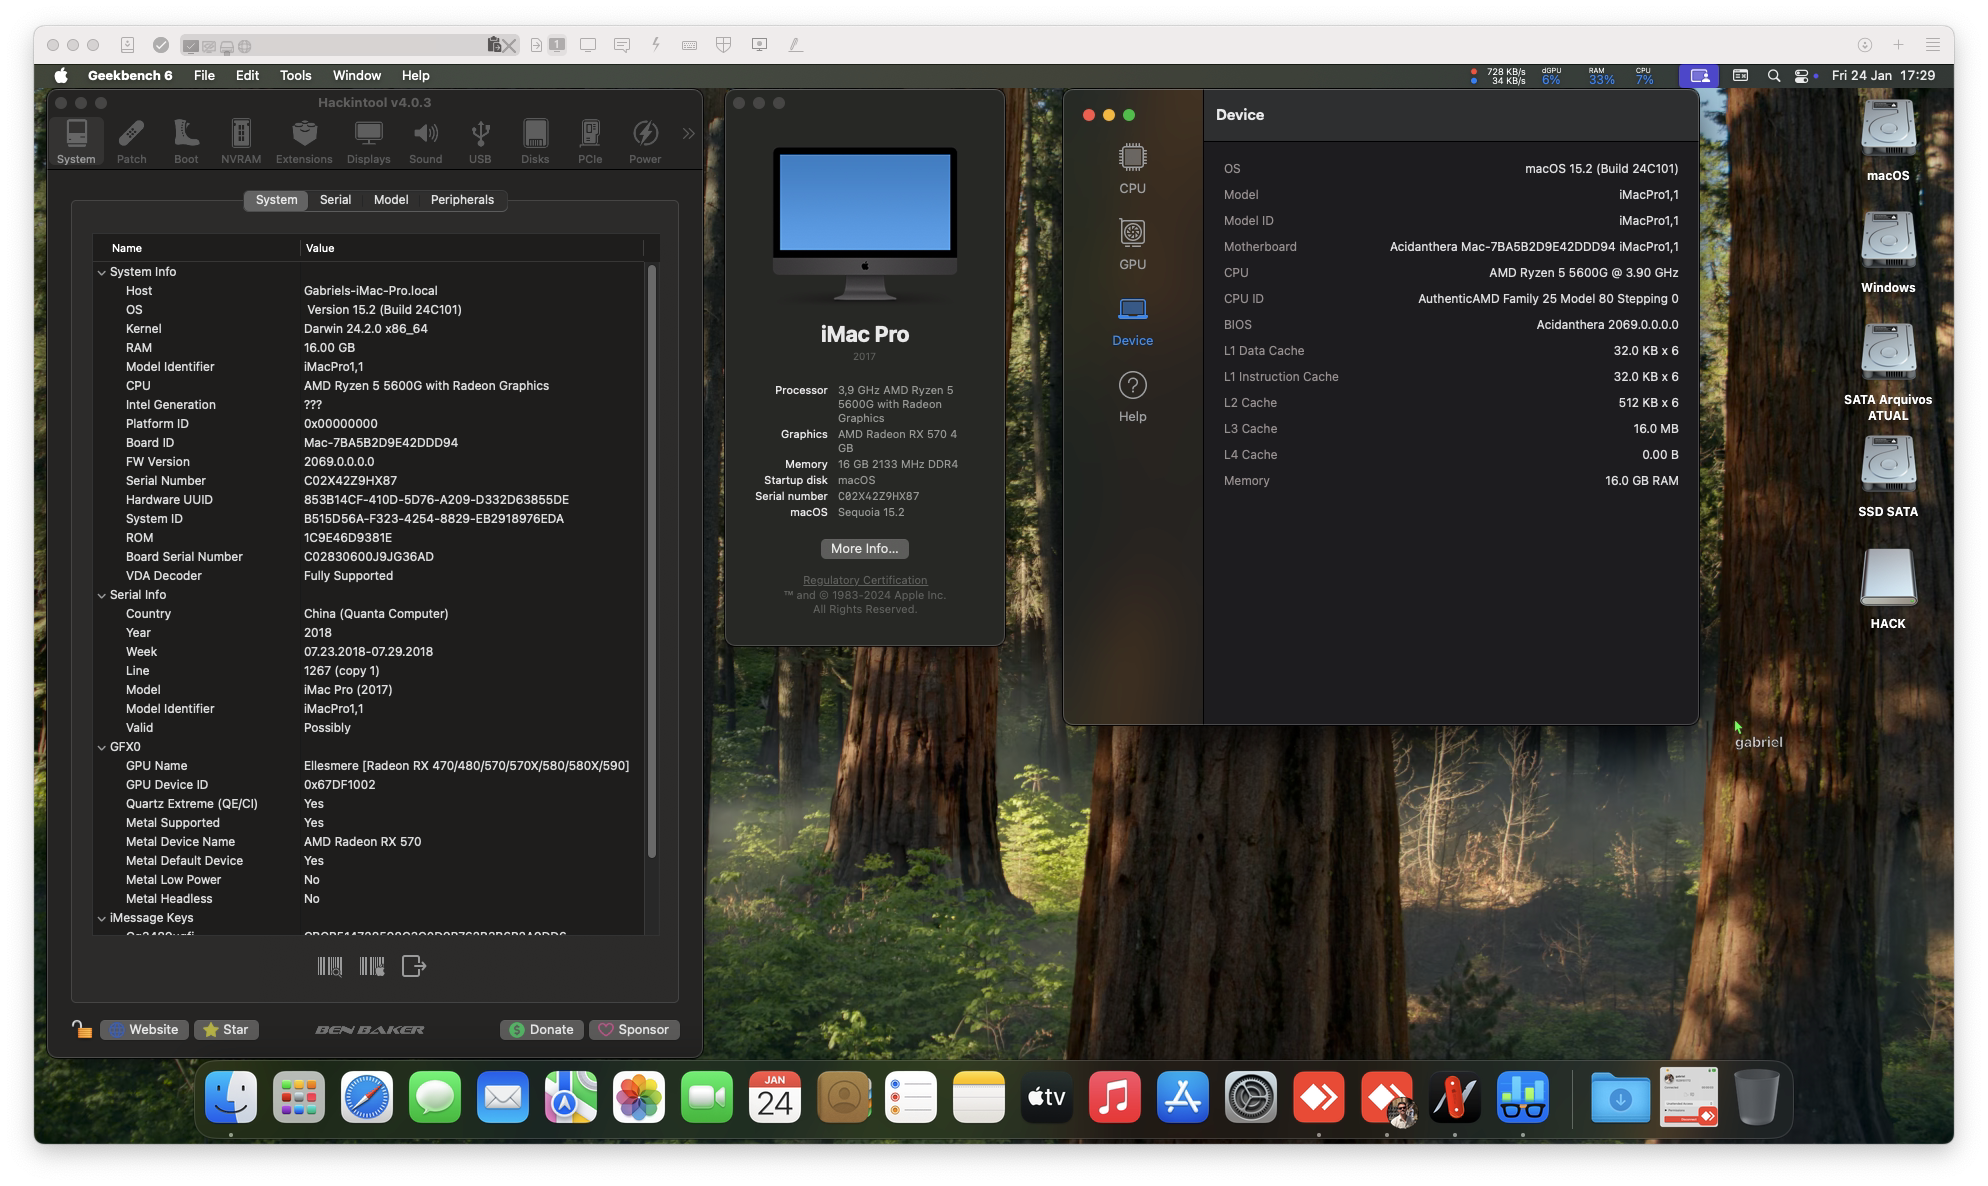 1
Geekbench 6 File Edit Tools Window Help
728 KB/s
34 KB/s
dGPU
6%
RAM
33%
CPU
7%
Fri 24 Jan 17:29
Hackintool v4.0.3
System Patch Boot NVRAM Extensions Displays Sound USB Disks PCIe Power
System Serial Model Peripherals
Name Value
System Info
Host Gabriels-iMac-Pro.local
OS Version 15.2 (Build 24C101)
Kernel Darwin 24.2.0 x86_64
RAM 16.00 GB
Model Identifier iMacPro1,1
CPU AMD Ryzen 5 5600G with Radeon Graphics
Intel Generation ???
Platform ID 0x00000000
Board ID Mac-7BA5B2D9E42DDD94
FW Version 2069.0.0.0.0
Serial Number C02X42Z9HX87
Hardware UUID 853B14CF-410D-5D76-A209-D332D63855DE
System ID B515D56A-F323-4254-8829-EB2918976EDA
ROM 1C9E46D9381E
Board Serial Number C02830600J9JG36AD
VDA Decoder Fully Supported
Serial Info
Country China (Quanta Computer)
Year 2018
Week 07.23.2018-07.29.2018
Line 1267 (copy 1)
Model iMac Pro (2017)
Model Identifier iMacPro1,1
Valid Possibly
GFX0
GPU Name Ellesmere [Radeon RX 470/480/570/570X/580/580X/590]
GPU Device ID 0x67DF1002
Quartz Extreme (QE/CI) Yes
Metal Supported Yes
Metal Device Name AMD Radeon RX 570
Metal Default Device Yes
Metal Low Power No
Metal Headless No
iMessage Keys
Website Star BEN BAKER Donate Sponsor
iMac Pro
2017
Processor 3,9 GHz AMD Ryzen 5
5600G with Radeon
Graphics
Graphics AMD Radeon RX 570 4
GB
Memory 16 GB 2133 MHz DDR4
Startup disk macOS
Serial number C02X42Z9HX87
macOS Sequoia 15.2
More Info...
Regulatory Certification
™ and © 1983-2024 Apple Inc.
All Rights Reserved.
CPU
GPU
Device
Help
Device
OS macOS 15.2 (Build 24C101)
Model iMacPro1,1
Model ID iMacPro1,1
Motherboard Acidanthera Mac-7BA5B2D9E42DDD94 iMacPro1,1
CPU AMD Ryzen 5 5600G @ 3.90 GHz
CPU ID AuthenticAMD Family 25 Model 80 Stepping 0
BIOS Acidanthera 2069.0.0.0.0
L1 Data Cache 32.0 KB x 6
L1 Instruction Cache 32.0 KB x 6
L2 Cache 512 KB x 6
L3 Cache 16.0 MB
L4 Cache 0.00 B
Memory 16.0 GB RAM
macOS
Windows
SATA Arquivos
ATUAL
SSD SATA
HACK
gabriel
JAN
24
tv